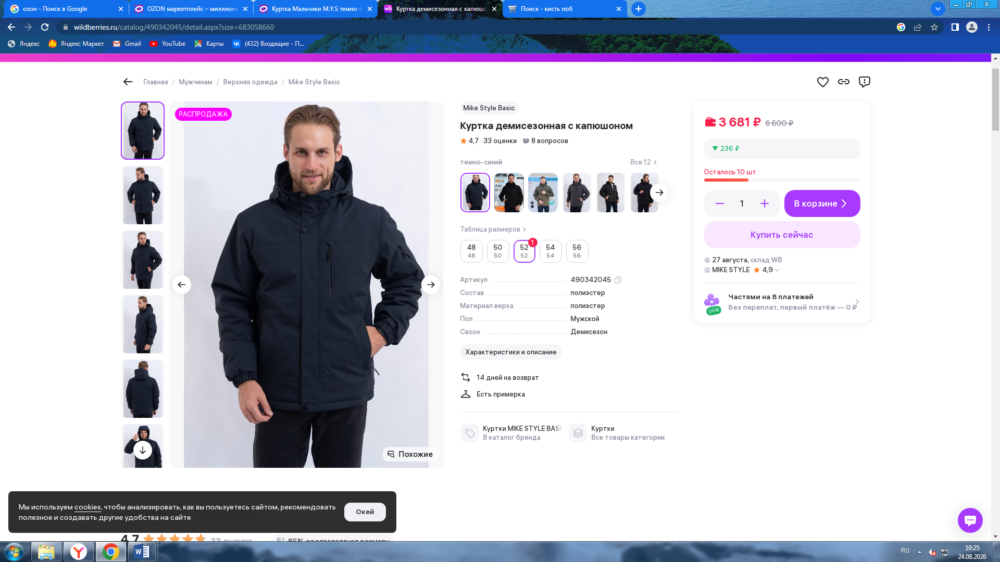 озон - Поиск в Google
OZON маркетплейс – миллионы
Куртка Мальчики M.Y.S темно-с
Куртка демисезонная с капюшо
Поиск - кисть поб
wildberries.ru/catalog/490342045/detail.aspx?size=683058660
Яндекс
Яндекс Маркет
Gmail
YouTube
Карты
(432) Входящие - П...
Главная / Мужчинам / Верхняя одежда / Mike Style Basic
РАСПРОДАЖА
Похожие
Mike Style Basic
Куртка демисезонная с капюшоном
4,7 · 33 оценки
8 вопросов
темно-синий
Все 12
Таблица размеров
48 50 52 54 56
48 50 52 54 56
1
Артикул 490342045
Состав полиэстер
Материал верха полиэстер
Пол Мужской
Сезон Демисезон
Характеристики и описание
14 дней на возврат
Есть примерка
Куртки MIKE STYLE BASI
В каталог бренда
Куртки
Все товары категории
3 681 ₽ 6 600 ₽
236 ₽
Осталось 10 шт
1
В корзине
Купить сейчас
27 августа, склад WB
MIKE STYLE 4,9
Частями на 8 платежей
Без переплат, первый платёж — 0 ₽
Мы используем cookies, чтобы анализировать, как вы пользуетесь сайтом, рекомендовать
полезное и создавать другие удобства на сайте
Окей
4,7
33 оценки
85% соответствует размеру
RU
10:25
24.08.2026